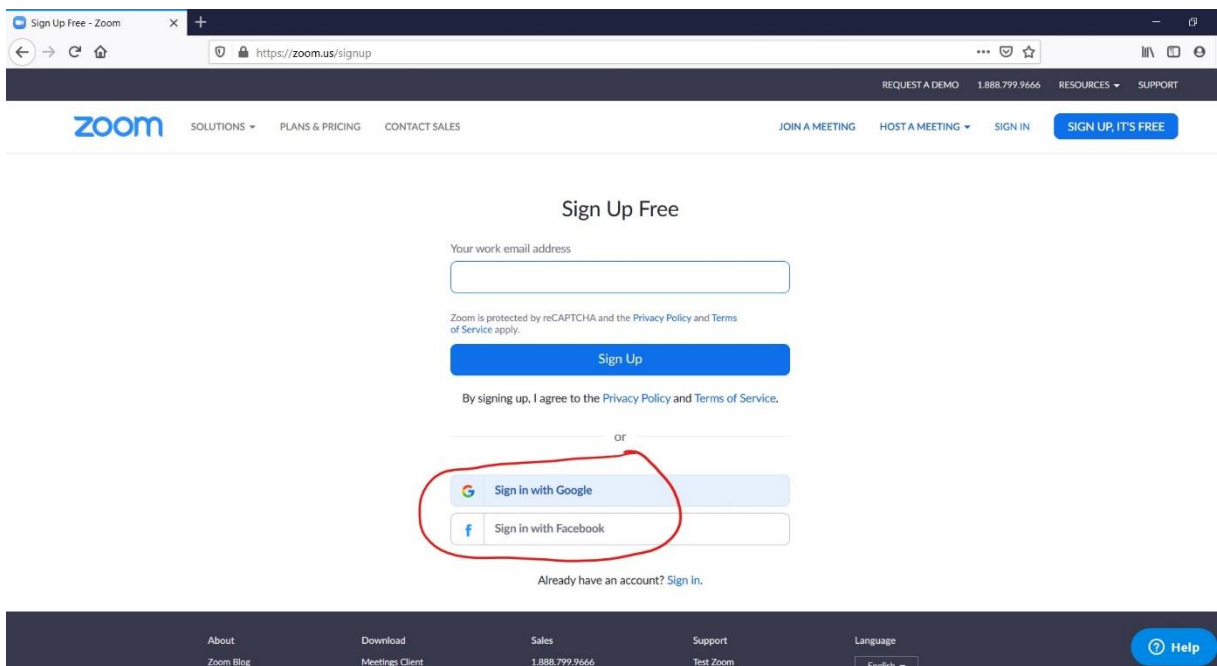 Sign Up Free - Zoom
https://zoom.us/signup
REQUEST A DEMO 1.888.799.9666 RESOURCES SUPPORT
zoom SOLUTIONS PLANS & PRICING CONTACT SALES JOIN A MEETING HOST A MEETING SIGN IN SIGN UP, IT'S FREE
Sign Up Free
Your work email address
Zoom is protected by reCAPTCHA and the Privacy Policy and Terms
of Service apply.
Sign Up
By signing up, I agree to the Privacy Policy and Terms of Service.
or
Sign in with Google
Sign in with Facebook
Already have an account? Sign in.
About Download Sales Support Language
Zoom Blog Meetings Client 1.888.799.9666 Test Zoom English
Help